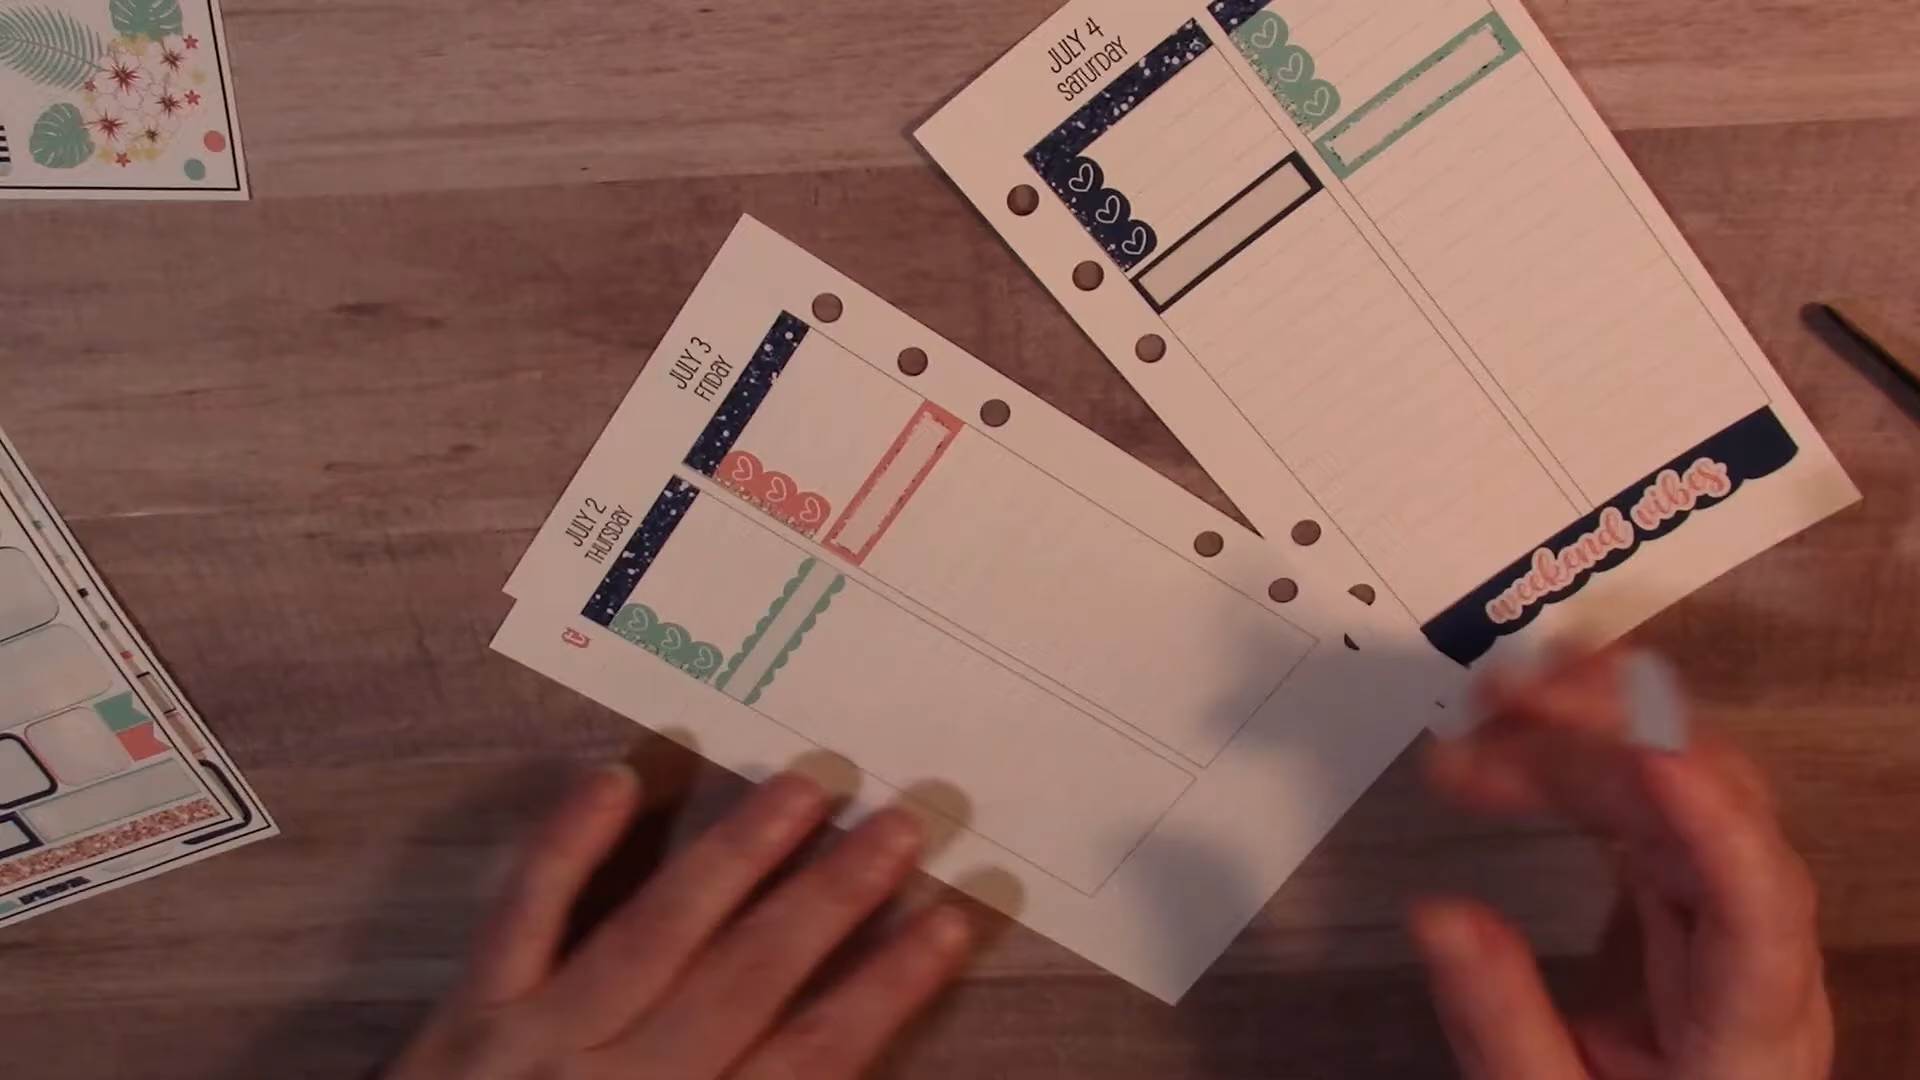 JULY 4
Saturday
JULY 3
Friday
JULY 2
Thursday
weekend vibes